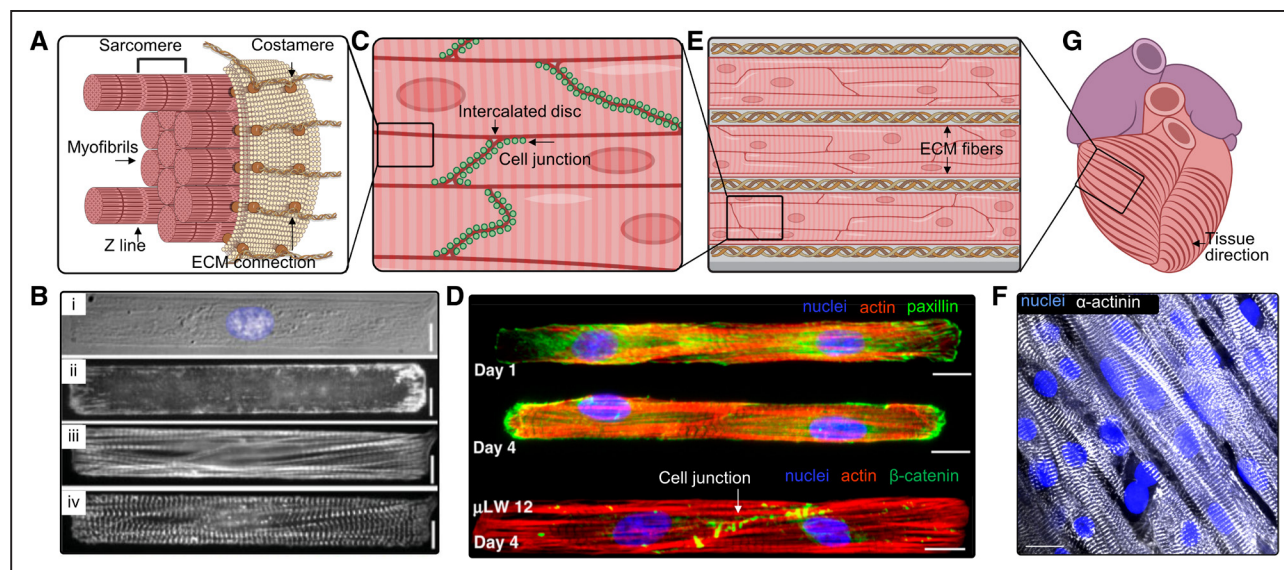 A
Sarcomere
Costamere
Myofibrils
Z line
ECM connection
C
Intercalated disc
Cell junction
E
ECM fibers
G
Tissue
direction
B
i
ii
iii
iv
D
nuclei actin paxillin
Day 1
Day 4
Cell junction
nuclei actin β-catenin
μLW 12
Day 4
F
nuclei α-actinin